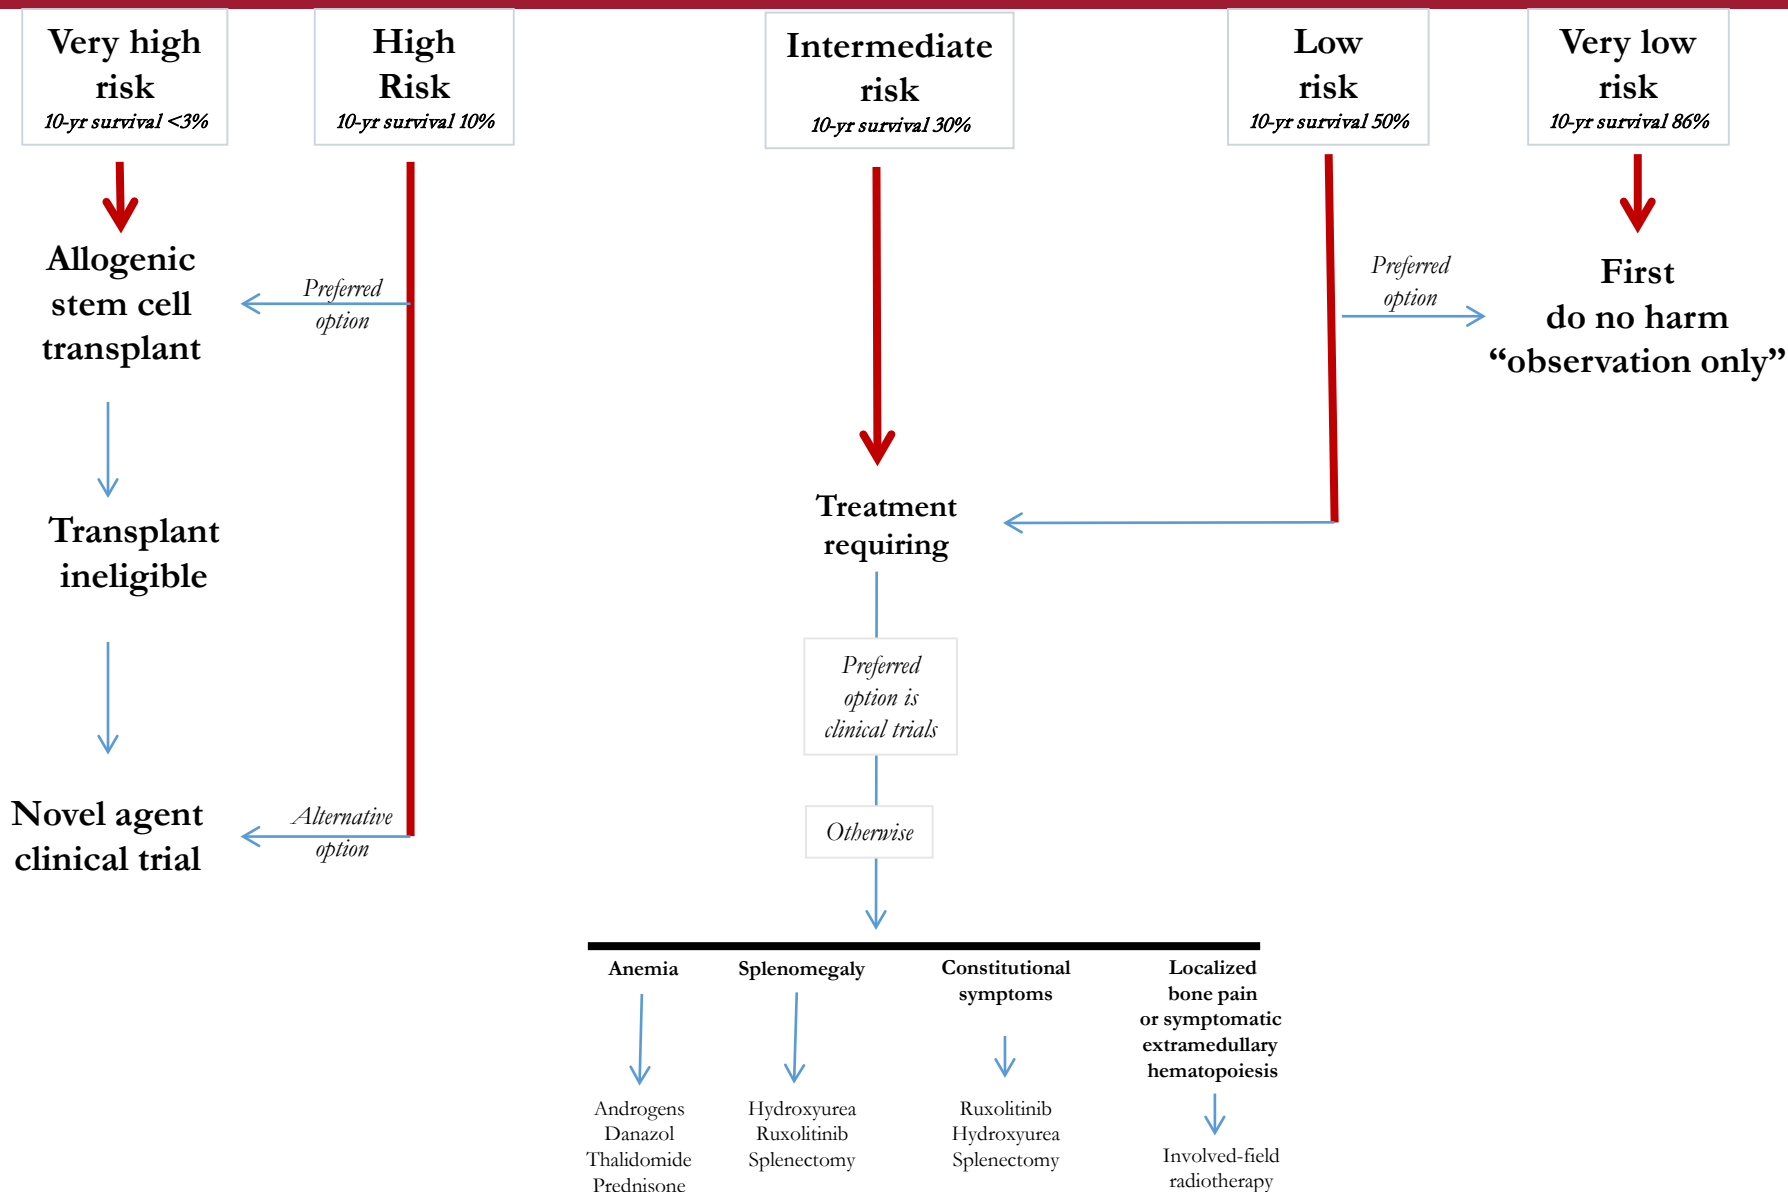 Very high
risk
10-yr survival <3%
High
Risk
10-yr survival 10%
Intermediate
risk
10-yr survival 30%
Low
risk
10-yr survival 50%
Very low
risk
10-yr survival 86%
Allogenic
stem cell
transplant
Preferred
option
Preferred
option
First
do no harm
“observation only”
Transplant
ineligible
Treatment
requiring
Preferred
option is
clinical trials
Novel agent
clinical trial
Alternative
option
Otherwise
Anemia
Androgens
Danazol
Thalidomide
Prednisone
Splenomegaly
Hydroxyurea
Ruxolitinib
Splenectomy
Constitutional
symptoms
Ruxolitinib
Hydroxyurea
Splenectomy
Localized
bone pain
or symptomatic
extramedullary
hematopoiesis
Involved-field
radiotherapy